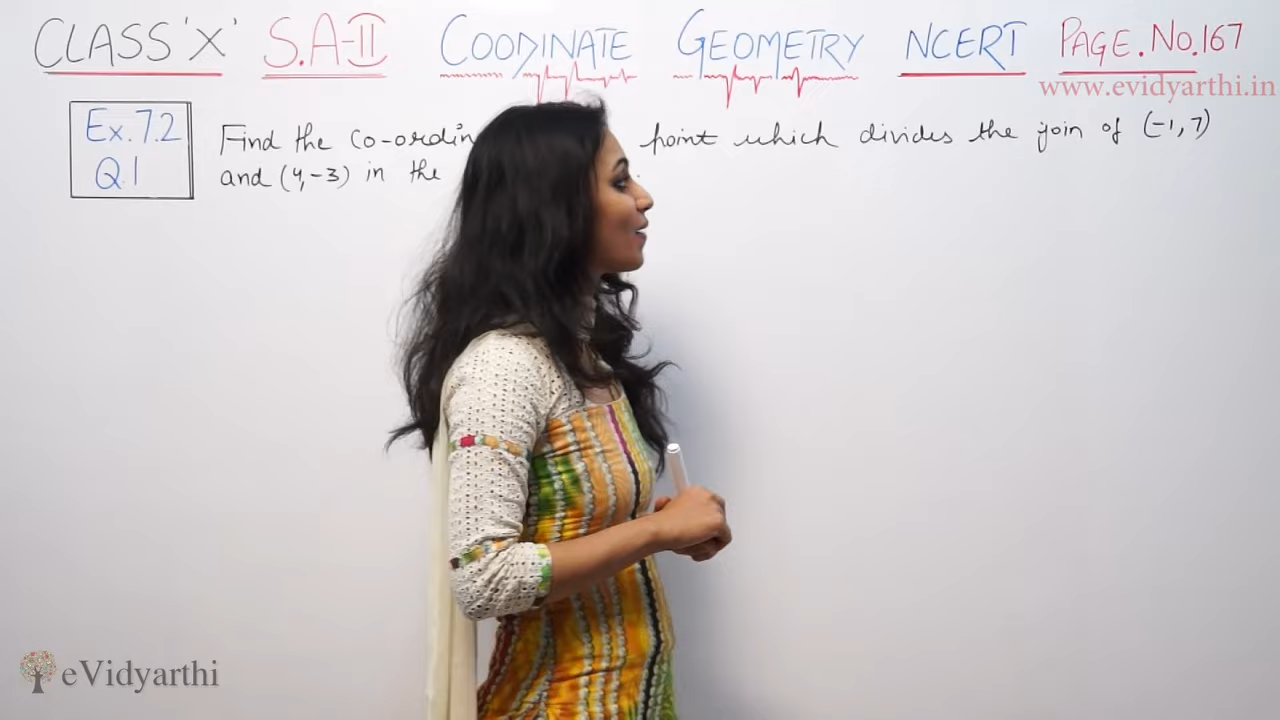 CLASS 'X' S.A-II COODINATE GEOMETRY NCERT PAGE.NO.167
www.evidyarthi.in
Ex.7.2
Q.1
Find the co-ordin point which divides the join of (-1,7)
and (4,-3) in the
eVidyarthi